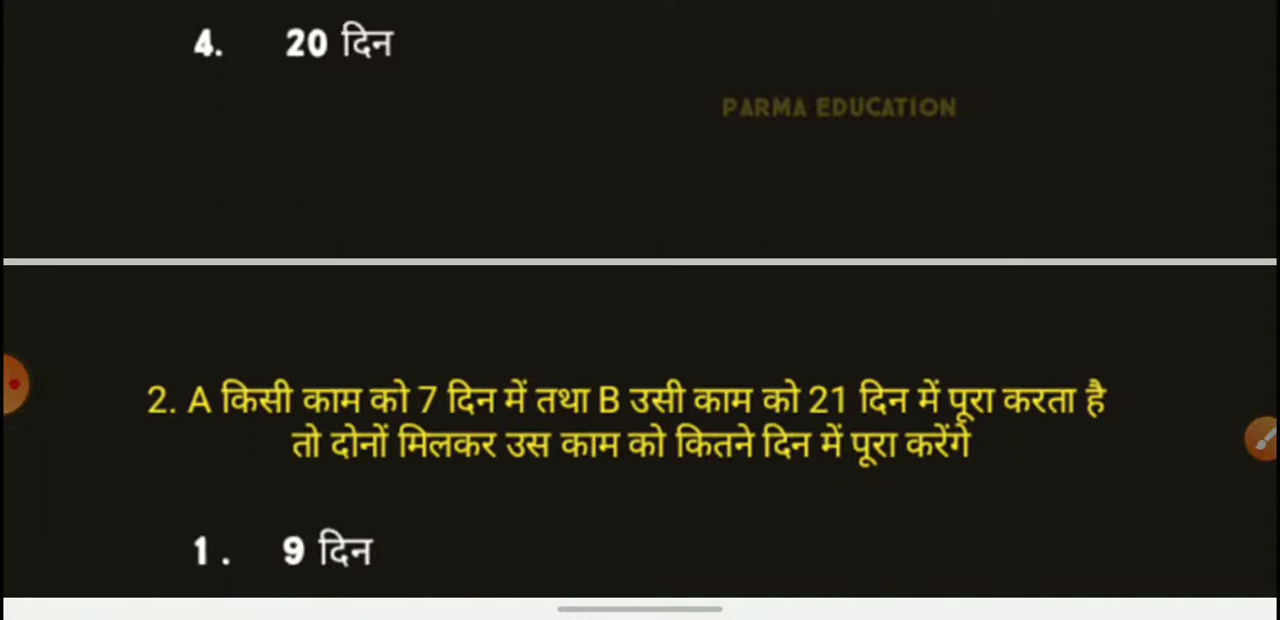 4. 20 दिन
PARMA EDUCATION
2. A किसी काम को 7 दिन में तथा B उसी काम को 21 दिन में पूरा करता है
तो दोनों मिलकर उस काम को कितने दिन में पूरा करेंगे
1. 9 दिन